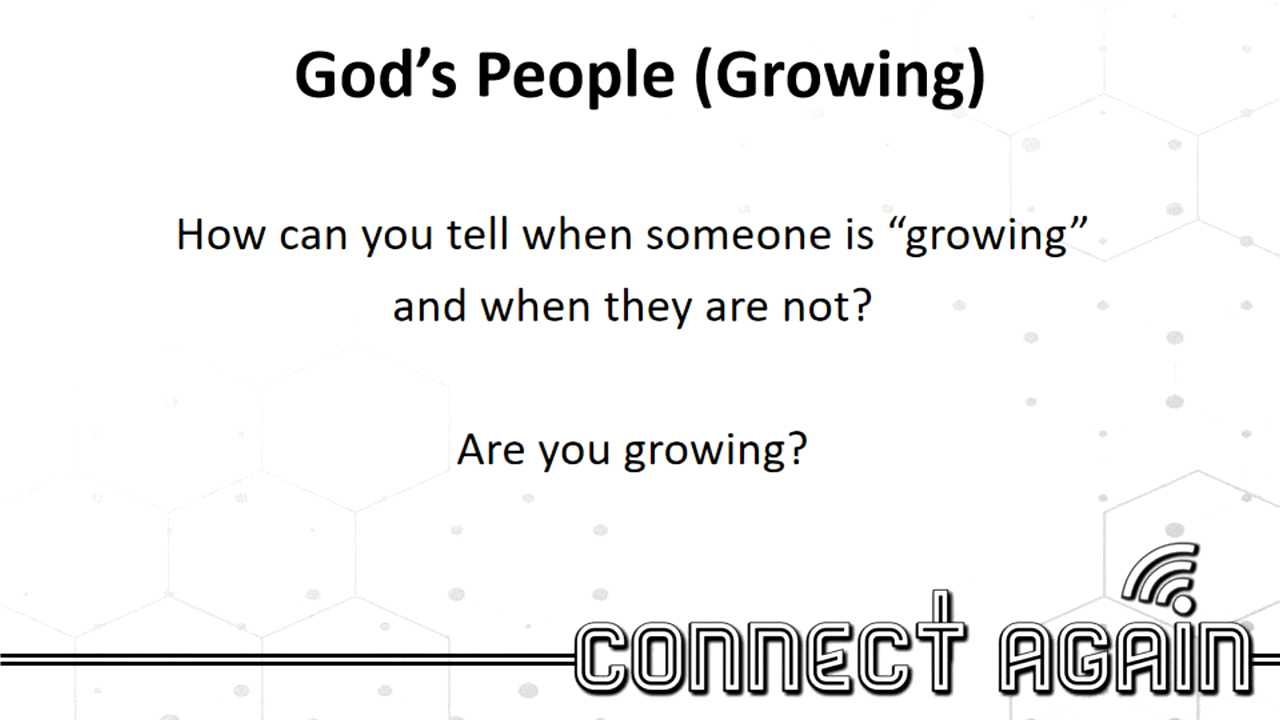 God’s People (Growing)
How can you tell when someone is “growing”
and when they are not?
Are you growing?
CONNECT AGAIN